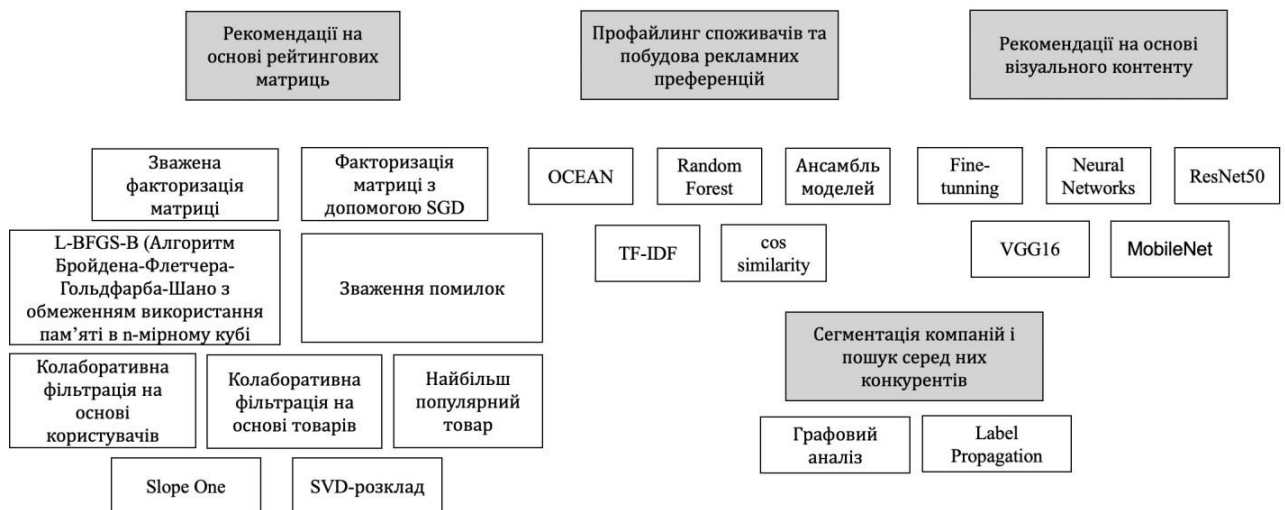 Рекомендації на
основі рейтингових
матриць
Профайлинг споживачів та
побудова рекламних
преференцій
Рекомендації на основі
візуального контенту
Зважена
факторизація
матриці
Факторизація
матриці з
допомогою SGD
OCEAN
Random
Forest
Ансамбль
моделей
Fine-
tunning
Neural
Networks
ResNet50
L-BFGS-B (Алгоритм
Бройдена-Флетчера-
Гольдфарба-Шано з
обмеженням використання
пам’яті в n-мірному кубі
Зваження помилок
TF-IDF
cos
similarity
VGG16
MobileNet
Колаборативна
фільтрація на
основі
користувачів
Колаборативна
фільтрація на
основі товарів
Найбільш
популярний
товар
Сегментація компаній і
пошук серед них
конкурентів
Графовий
аналіз
Label
Propagation
Slope One
SVD-розклад